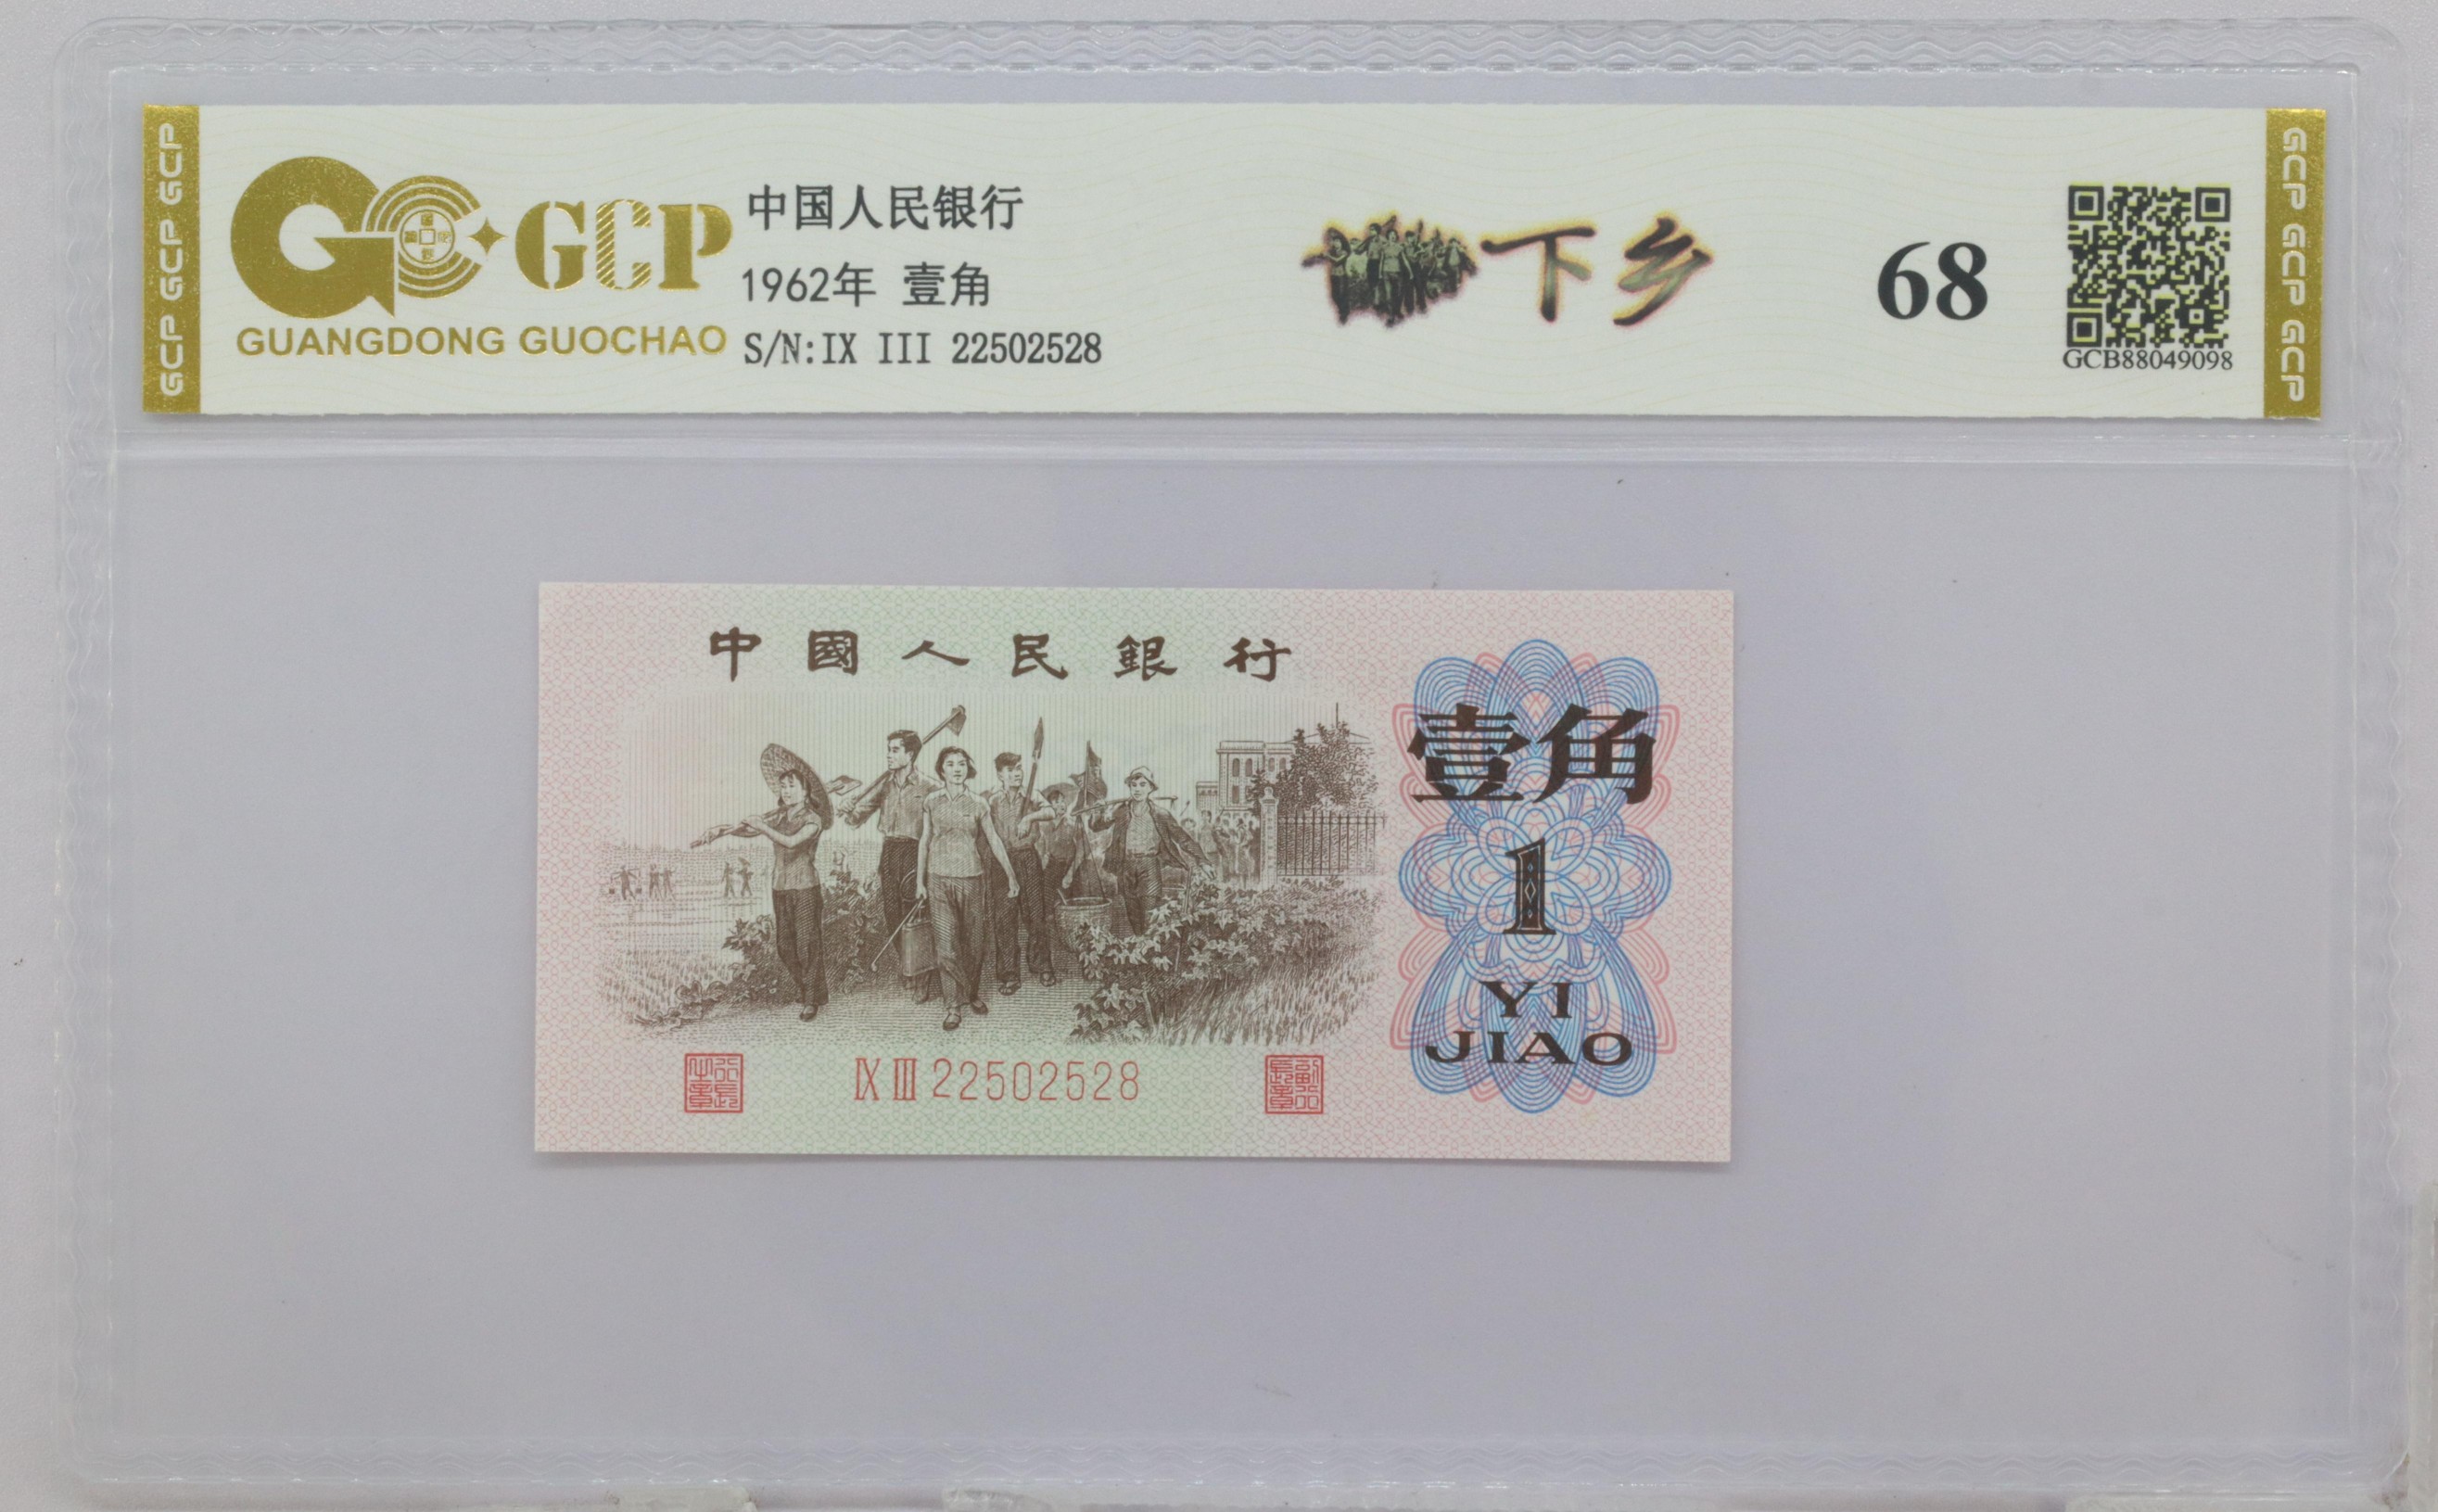 GCP GCP GCP
GCP
GUANGDONG GUOCHAO
中国人民银行
1962年 壹角
S/N:IX III 22502528
下乡
68
GCB88049098
GCP GCP GCP
中國人民銀行
壹角
1
YI
JIAO
IX III 22502528